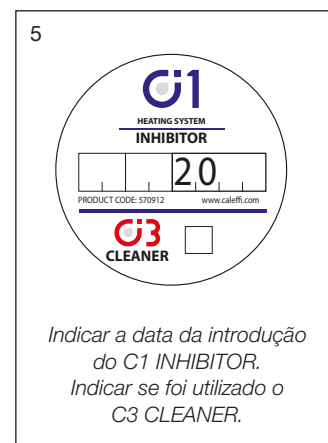 5
C1
HEATING SYSTEM
INHIBITOR
20
PRODUCT CODE: 570912 www.caleffi.com
C3
CLEANER
Indicar a data da introdução
do C1 INHIBITOR.
Indicar se foi utilizado o
C3 CLEANER.